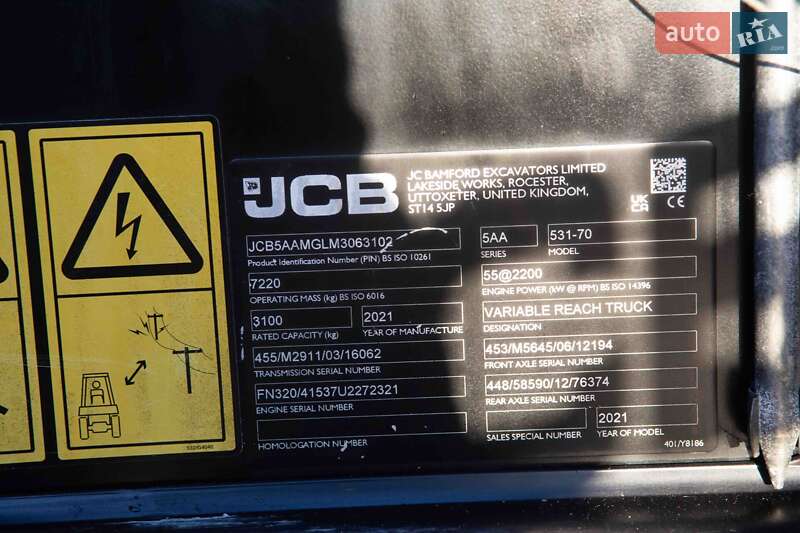 auto RIA .com
JCB
JC BAMFORD EXCAVATORS LIMITED
LAKESIDE WORKS, ROCESTER,
UTTOXETER, UNITED KINGDOM,
ST14 5JP
UKCA CE
JCB5AAMGLM3063102
Product Identification Number (PIN) BS ISO 10261
5AA
SERIES
531-70
MODEL
7220
OPERATING MASS (kg) BS ISO 6016
55@2200
ENGINE POWER (kW @ RPM) BS ISO 14396
3100
RATED CAPACITY (kg)
2021
YEAR OF MANUFACTURE
VARIABLE REACH TRUCK
DESIGNATION
455/M2911/03/16062
TRANSMISSION SERIAL NUMBER
453/M5645/06/12194
FRONT AXLE SERIAL NUMBER
FN320/41537U2272321
ENGINE SERIAL NUMBER
448/58590/12/76374
REAR AXLE SERIAL NUMBER
HOMOLOGATION NUMBER
SALES SPECIAL NUMBER
2021
YEAR OF MODEL
401/Y8186